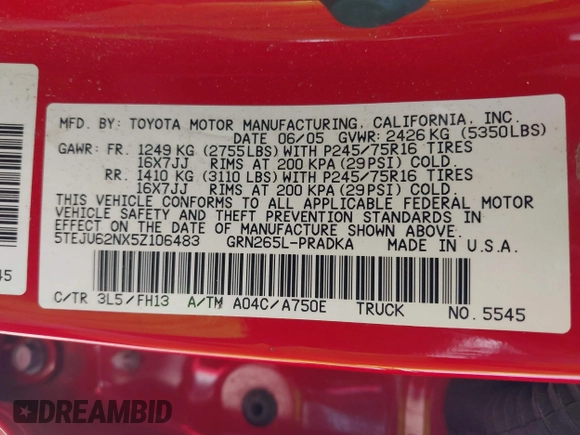 MFD. BY: TOYOTA MOTOR MANUFACTURING, CALIFORNIA, INC.
DATE 06/05 GVWR: 2426 KG (5350LBS)
GAWR: FR. 1249 KG (2755LBS) WITH P245/75R16 TIRES
16X7JJ RIMS AT 200 KPA (29PSI) COLD.
RR. 1410 KG (3110 LBS) WITH P245/75R16 TIRES
16X7JJ RIMS AT 200 KPA (29PSI) COLD.
THIS VEHICLE CONFORMS TO ALL APPLICABLE FEDERAL MOTOR
VEHICLE SAFETY AND THEFT PREVENTION STANDARDS IN
EFFECT ON THE DATE OF MANUFACTURE SHOWN ABOVE.
5TEJU62NX5Z106483 GRN265L-PRADKA MADE IN U.S.A.
45
C/TR 3L5/FH13 A/TM A04C/A750E TRUCK NO.5545
DREAMBID